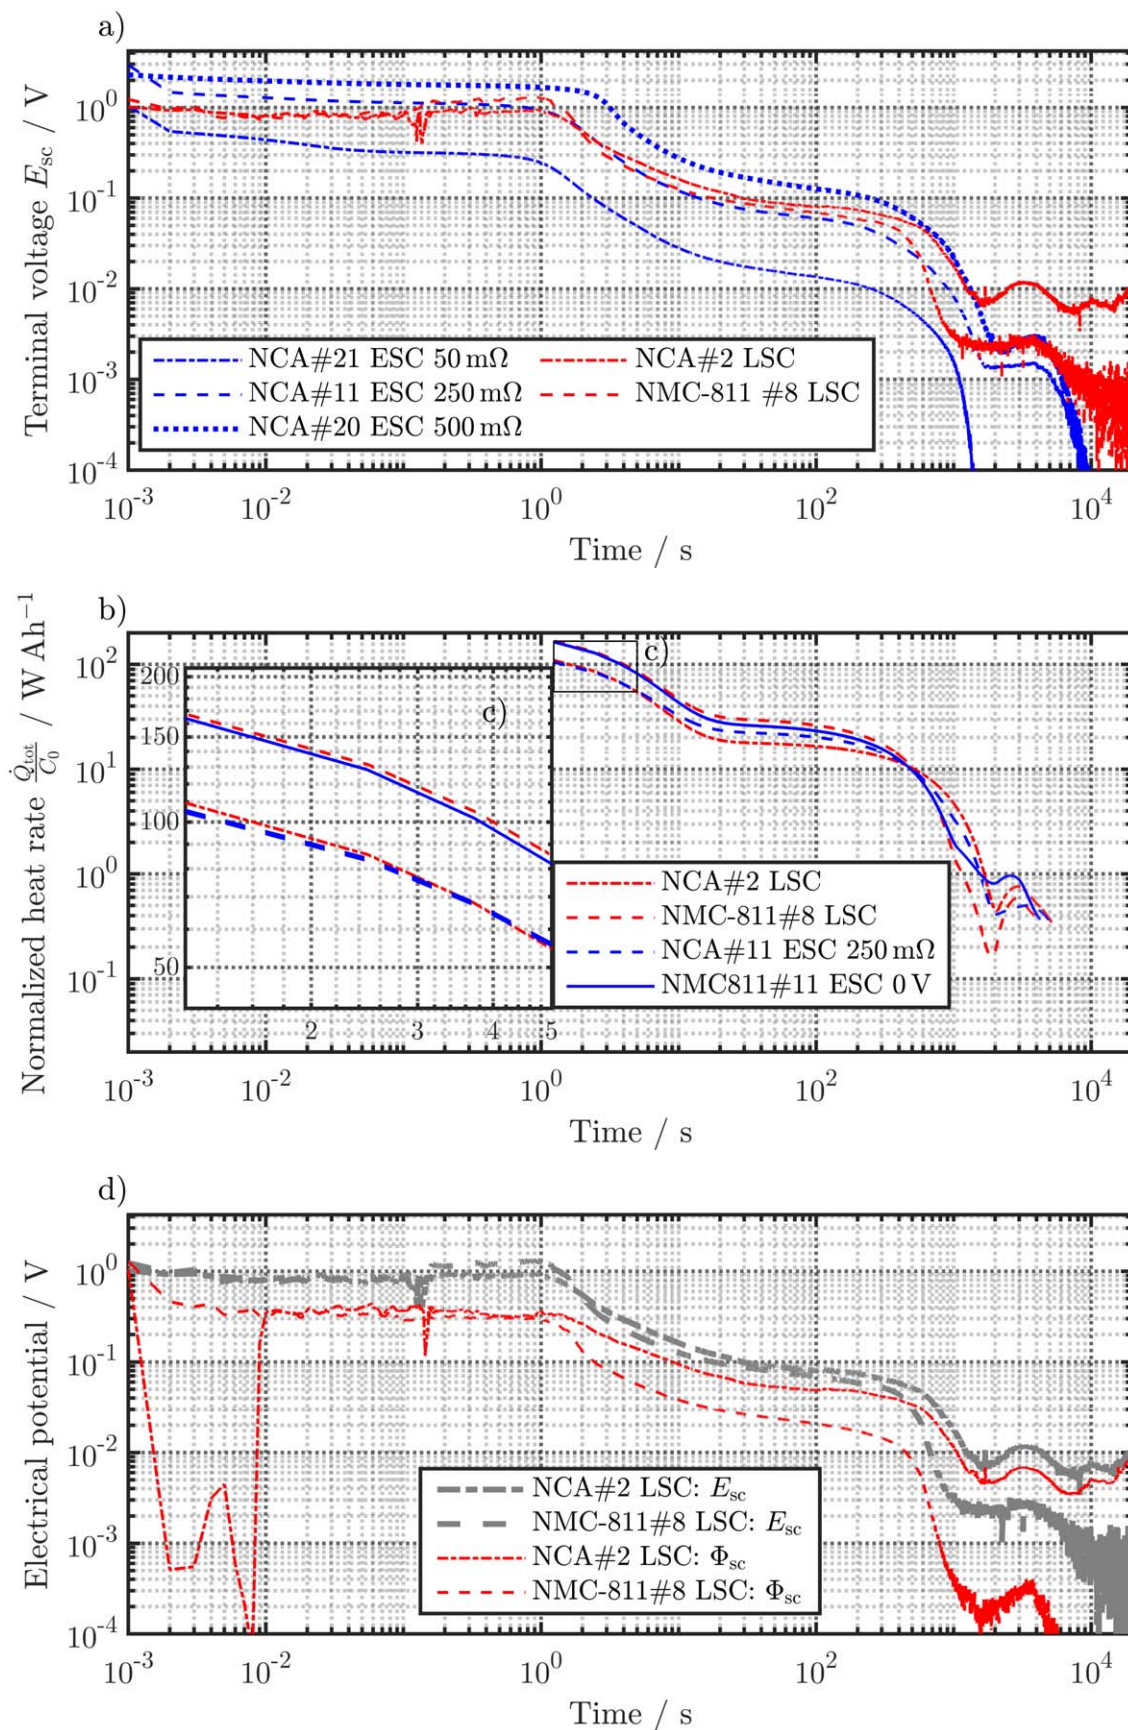 a)
Terminal voltage E_sc / V
10^0
10^-1
10^-2
10^-3
10^-4
NCA#21 ESC 50 mΩ
NCA#11 ESC 250 mΩ
NCA#20 ESC 500 mΩ
NCA#2 LSC
NMC-811 #8 LSC
10^-3 10^-2 10^0 10^2 10^4
Time / s
b)
Normalized heat rate Q̇_tot/C_0 / W Ah^-1
10^2
10^1
10^0
10^-1
c)
200
150
100
50
c)
2 3 4 5
NCA#2 LSC
NMC-811#8 LSC
NCA#11 ESC 250 mΩ
NMC811#11 ESC 0 V
10^-3 10^-2 10^0 10^2 10^4
Time / s
d)
Electrical potential / V
10^0
10^-1
10^-2
10^-3
10^-4
NCA#2 LSC: E_sc
NMC-811#8 LSC: E_sc
NCA#2 LSC: Φ_sc
NMC-811#8 LSC: Φ_sc
10^-3 10^-2 10^0 10^2 10^4
Time / s